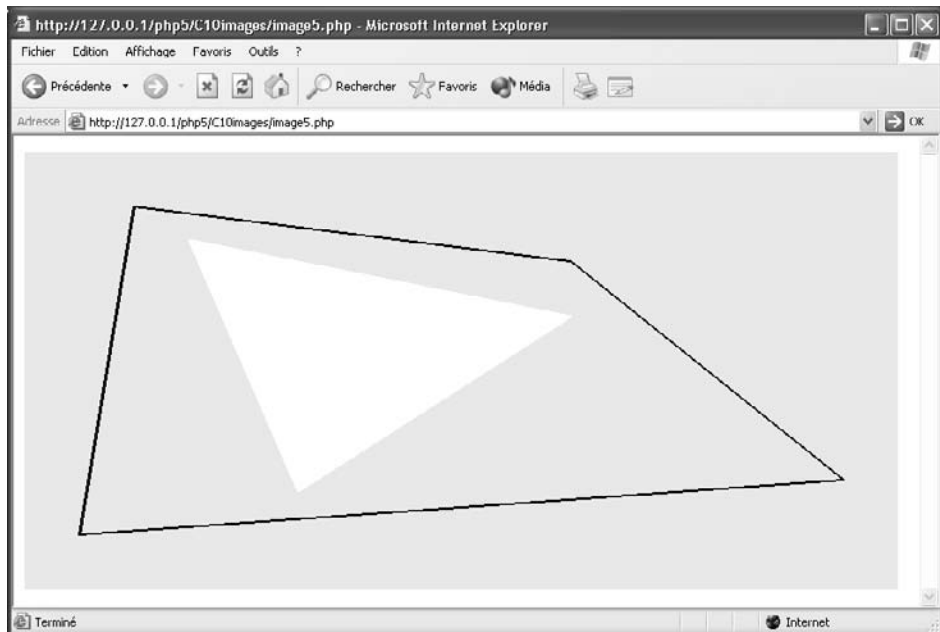 http://127.0.0.1/php5/C10images/image5.php - Microsoft Internet Explorer
Fichier Edition Affichage Favoris Outils ?
Précédente Rechercher Favoris Média
Adresse http://127.0.0.1/php5/C10images/image5.php OK
Terminé Internet